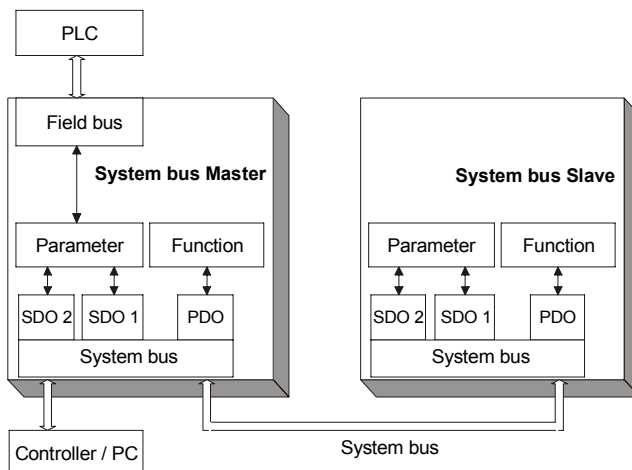 PLC
Field bus
System bus Master
Parameter
Function
SDO 2
SDO 1
PDO
System bus
Controller / PC
System bus Slave
Parameter
Function
SDO 2
SDO 1
PDO
System bus
System bus